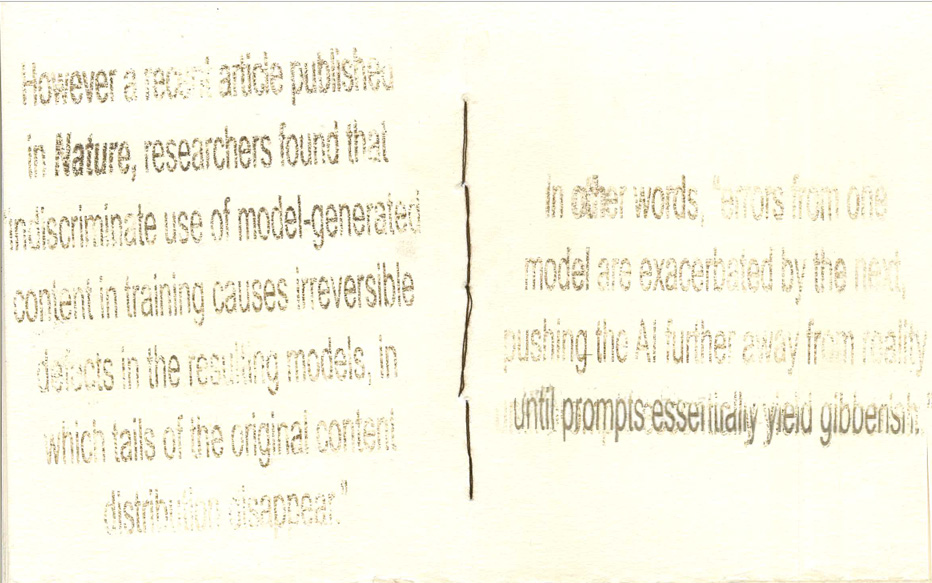 However a recent article published
in Nature, researchers found that
"indiscriminate use of model-generated
content in training causes irreversible
defects in the resulting models, in
which tails of the original content
distribution disappear."
In other words, "errors from one
model are exacerbated by the next,
pushing the AI further away from reality
until prompts essentially yield gibberish."